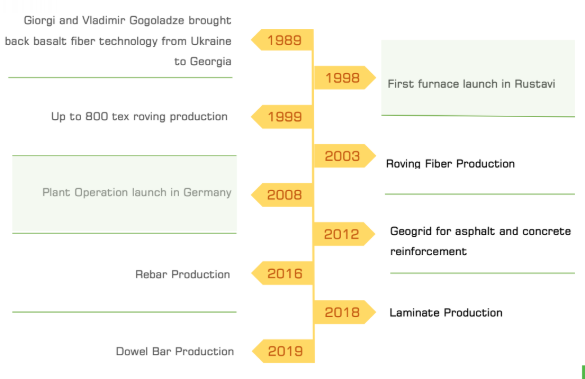 Giorgi and Vladimir Gogoladze brought
back basalt fiber technology from Ukraine
to Georgia
1989
1998
First furnace launch in Rustavi
Up to 800 tex roving production
1999
2003
Roving Fiber Production
Plant Operation launch in Germany
2008
2012
Geogrid for asphalt and concrete
reinforcement
Rebar Production
2016
2018
Laminate Production
Dowel Bar Production
2019